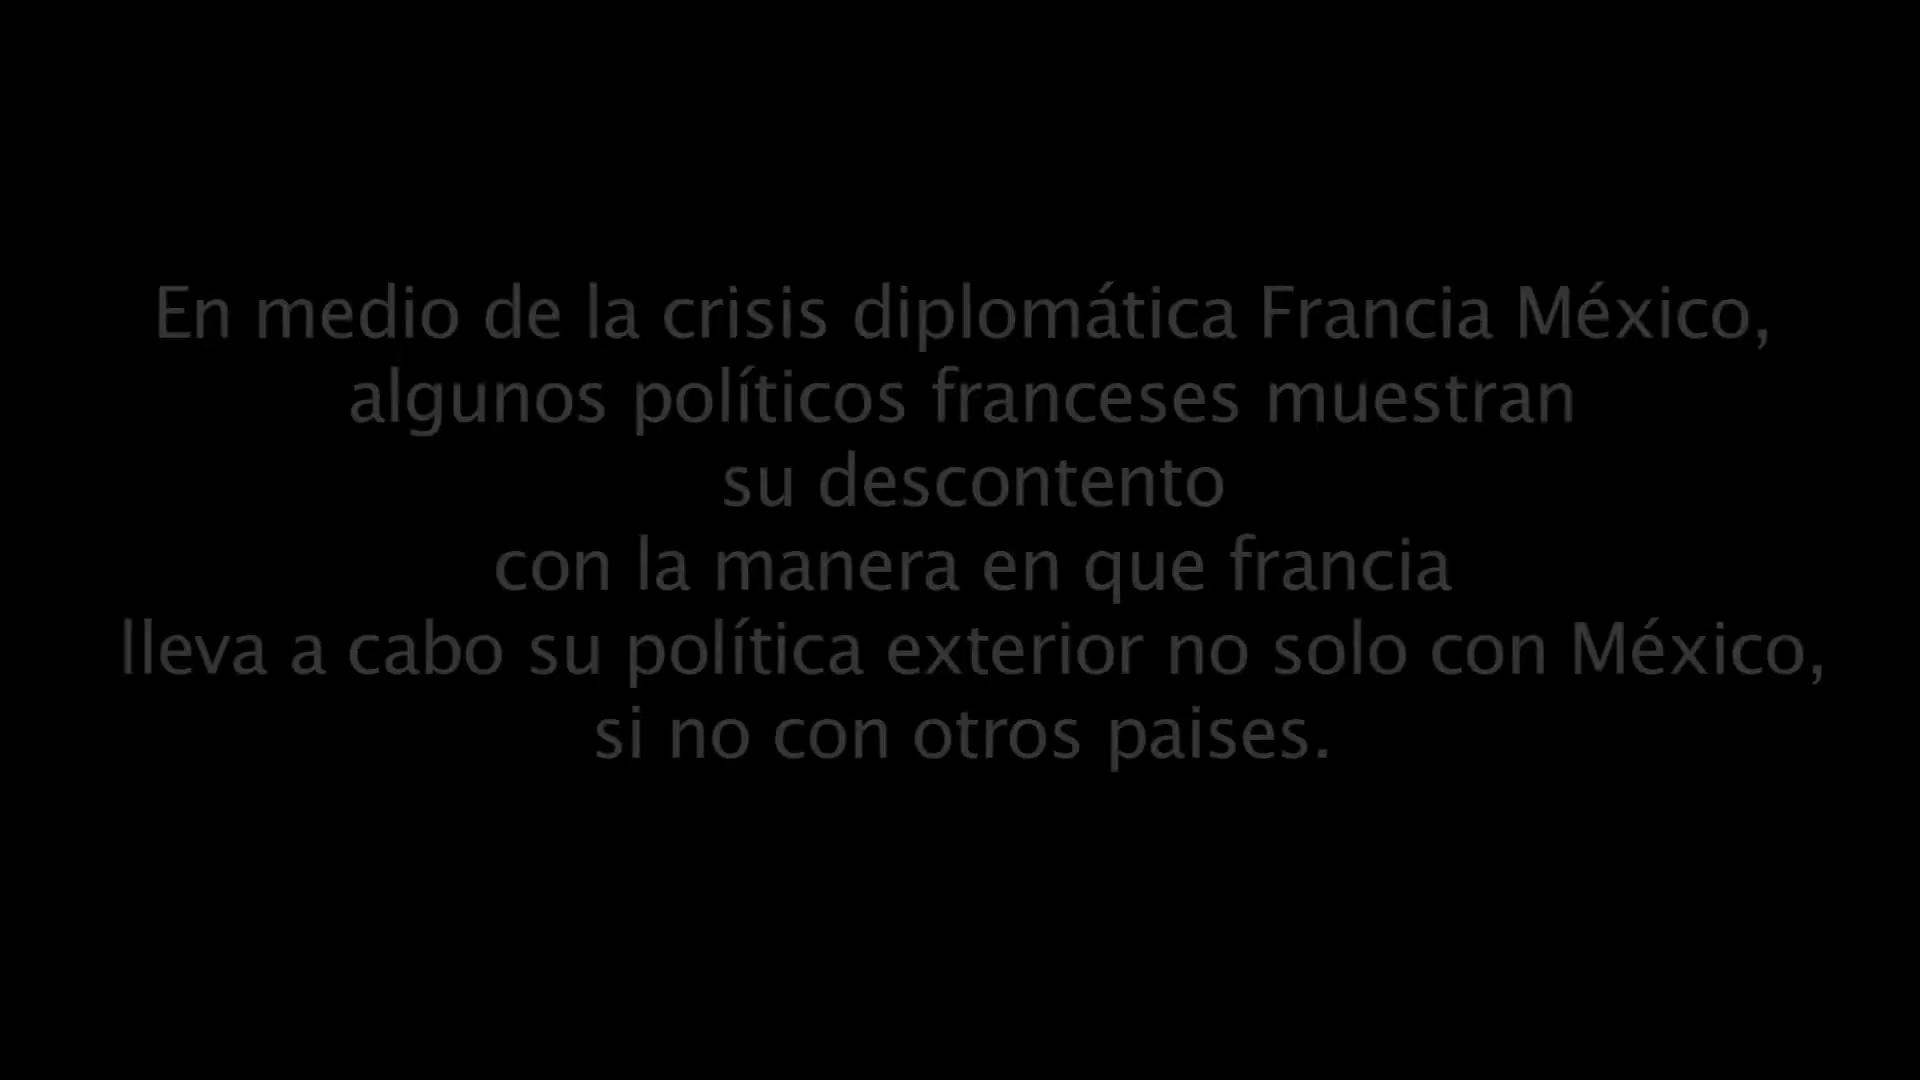 En medio de la crisis diplomática Francia México,
algunos políticos franceses muestran
su descontento
con la manera en que francia
lleva a cabo su política exterior no solo con México,
si no con otros paises.